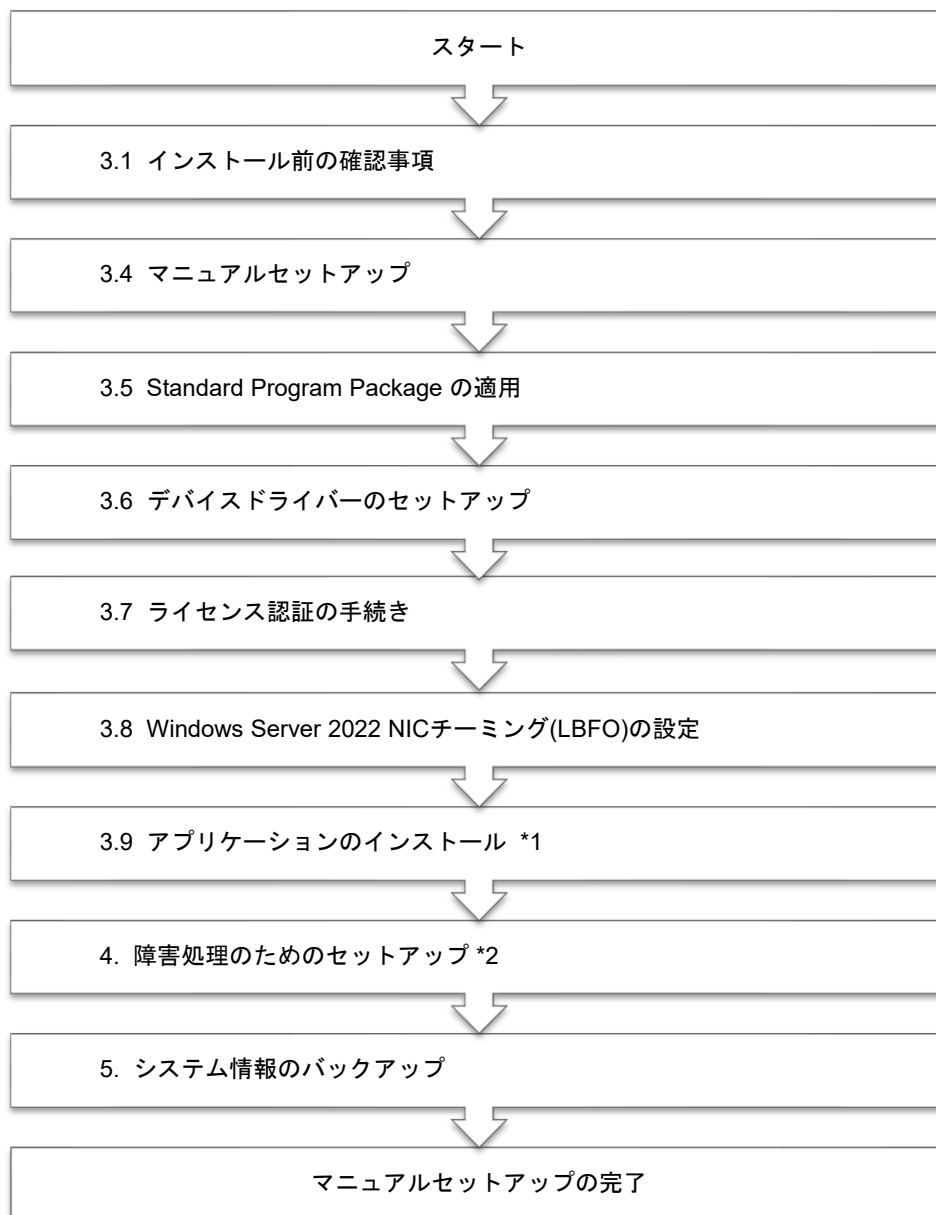 スタート
3.1 インストール前の確認事項
3.4 マニュアルセットアップ
3.5 Standard Program Package の適用
3.6 デバイスドライバーのセットアップ
3.7 ライセンス認証の手続き
3.8 Windows Server 2022 NICチーミング(LBFO)の設定
3.9 アプリケーションのインストール *1
4. 障害処理のためのセットアップ *2
5. システム情報のバックアップ
マニュアルセットアップの完了